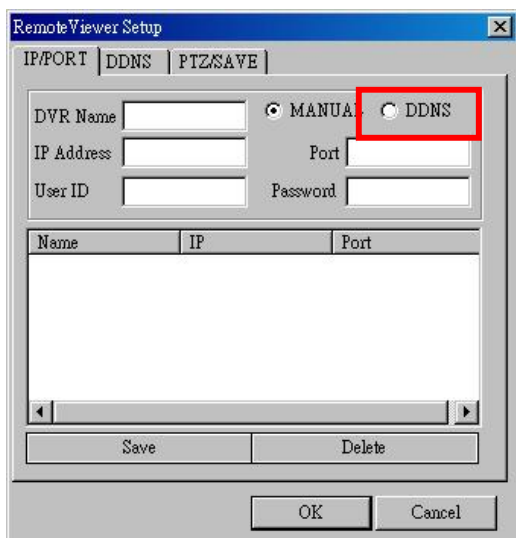 RemoteViewer Setup
IP/PORT DDNS PTZ/SAVE
DVR Name MANUAL DDNS
IP Address Port
User ID Password
Name IP Port
Save Delete
OK Cancel